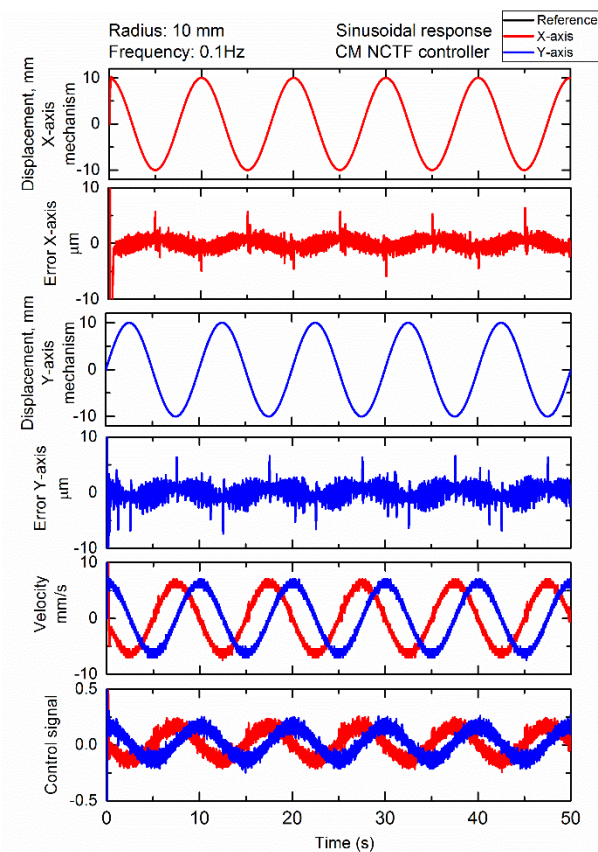 Radius: 10 mm
Frequency: 0.1Hz
Sinusoidal response
CM NCTF controller
Reference
X-axis
Y-axis
Displacement, mm
X-axis
mechanism
10
0
-10
Error X-axis
μm
10
0
-10
Displacement, mm
Y-axis
mechanism
10
0
-10
Error Y-axis
μm
10
0
-10
Velocity
mm/s
10
0
-10
Control signal
0.5
0.0
-0.5
0 10 20 30 40 50
Time (s)